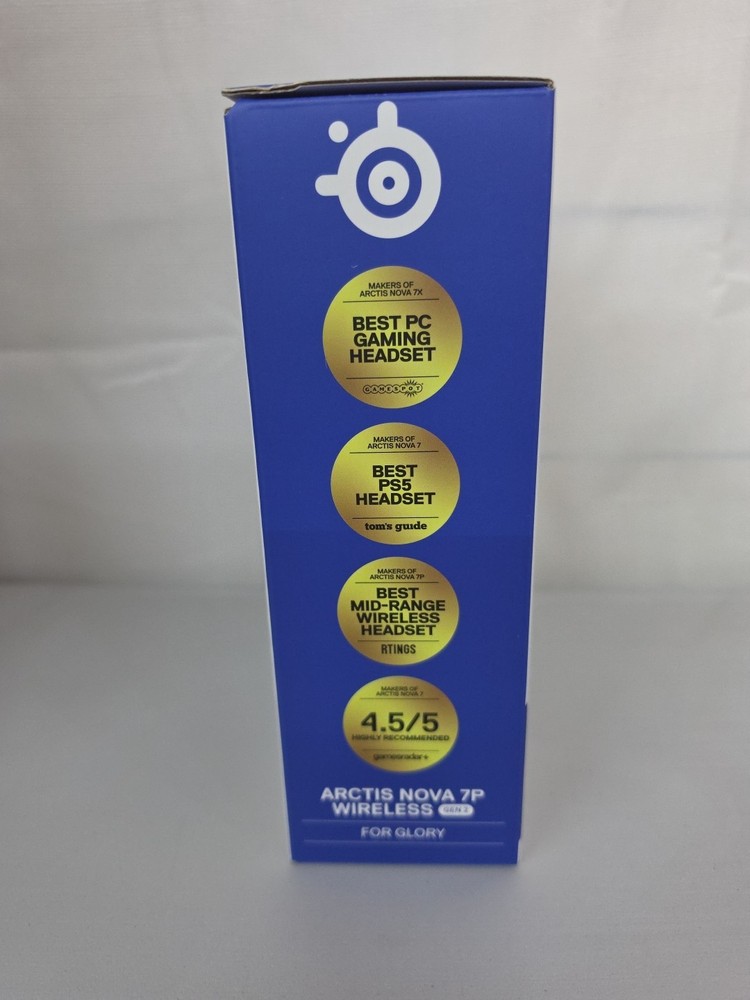 MAKERS OF
ARCTIS NOVA 7X
BEST PC
GAMING
HEADSET
GAMESPOT
MAKERS OF
ARCTIS NOVA 7
BEST
PS5
HEADSET
tom's guide
MAKERS OF
ARCTIS NOVA 7P
BEST
MID-RANGE
WIRELESS
HEADSET
RTINGS
MAKERS OF
ARCTIS NOVA 7
4.5/5
HIGHLY RECOMMENDED
gamesradar+
ARCTIS NOVA 7P
WIRELESS GEN 2
FOR GLORY